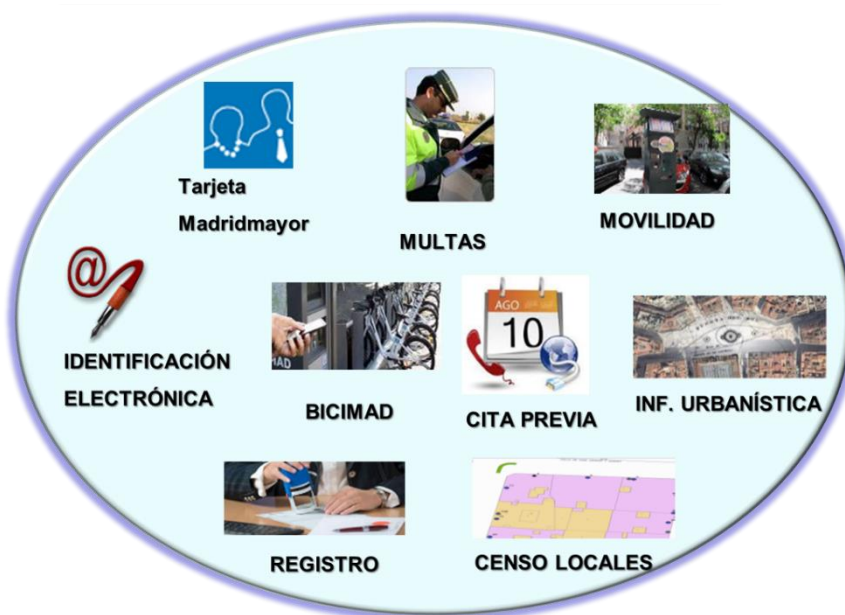 Tarjeta
Madridmayor
MULTAS
MOVILIDAD
IDENTIFICACIÓN
ELECTRÓNICA
BICIMAD
AGO
10
CITA PREVIA
INF. URBANÍSTICA
REGISTRO
CENSO LOCALES